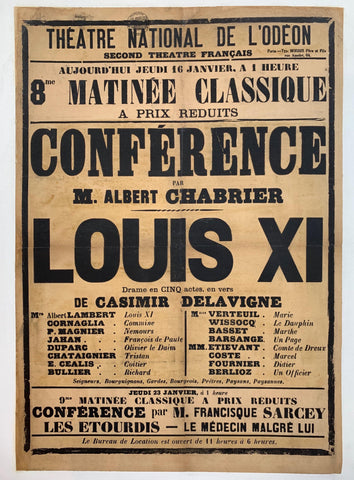 THÉATRE NATIONAL DE L'ODÉON
SECOND THEATRE FRANÇAIS
AUJOURD'HUI JEUDI 16 JANVIER, A 1 HEURE
8me MATINÉE CLASSIQUE
A PRIX REDUITS
CONFÉRENCE
PAR
M. ALBERT CHABRIER
LOUIS XI
Drame en CINQ actes, en vers
DE CASIMIR DELAVIGNE
MM. Albert LAMBERT Louis XI
CORNAGLIA . Commine
P. MAGNIER . Nemours
JAHAN . François de Paule
DUPARC . Olivier le Daim
CHATAIGNIER . Tristan
E. CEALIS . Coitier
BULLIER . Richard
Mmes VERTEUIL . Marie
WISSOCQ . Le Dauphin
BASSET . Marthe
BARSANGE . Un Page
MM. ETIEVANT . Comte de Dreux
COSTE . Marcel
FOURNIER . Didier
BERLIOZ . Un Officier
Seigneurs, Bourguignons, Gardes, Bourgeois, Prêtres, Paysans, Paysannes.
JEUDI 23 JANVIER, à 1 heure
9me MATINÉE CLASSIQUE A PRIX REDUITS
CONFÉRENCE par M. FRANCISQUE SARCEY
LES ETOURDIS — LE MÉDECIN MALGRÉ LUI
Le Bureau de Location est ouvert de 11 heures à 6 heures.